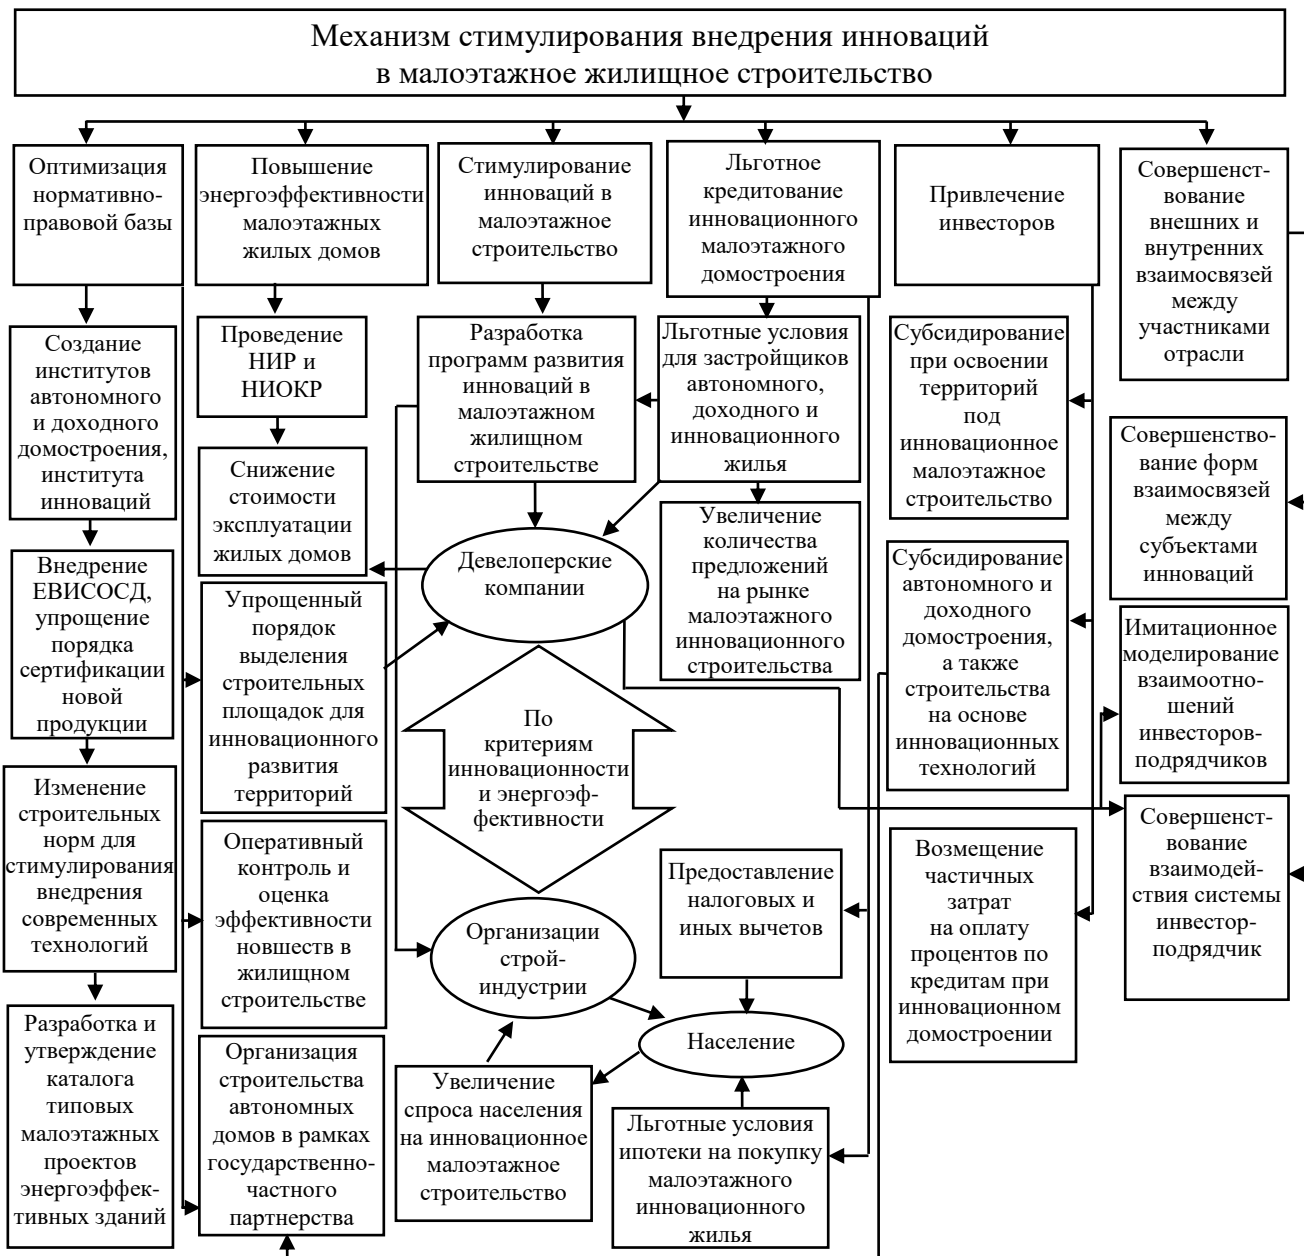 Механизм стимулирования внедрения инноваций
в малоэтажное жилищное строительство
Оптимизация
нормативно-
правовой базы
Повышение
энергоэффективности
малоэтажных
жилых домов
Стимулирование
инноваций в
малоэтажное
строительство
Льготное
кредитование
инновационного
малоэтажного
домостроения
Привлечение
инвесторов
Совершенст-
вование
внешних и
внутренних
взаимосвязей
между
участниками
отрасли
Создание
институтов
автономного
и доходного
домостроения,
института
инноваций
Проведение
НИР и
НИОКР
Разработка
программ развития
инноваций в
малоэтажном
жилищном
строительстве
Льготные условия
для застройщиков
автономного,
доходного и
инновационного
жилья
Субсидирование
при освоении
территорий
под
инновационное
малоэтажное
строительство
Совершенство-
вание форм
взаимосвязей
между
субъектами
инноваций
Снижение
стоимости
эксплуатации
жилых домов
Увеличение
количества
предложений
на рынке
малоэтажного
инновационного
строительства
Внедрение
ЕВИСОСД,
упрощение
порядка
сертификации
новой
продукции
Девелоперские
компании
Субсидирование
автономного и
доходного
домостроения,
а также
строительства
на основе
инновационных
технологий
Упрощенный
порядок
выделения
строительных
площадок для
инновационного
развития
территорий
Имитационное
моделирование
взаимоотно-
шений
инвесторов-
подрядчиков
По
критериям
инновационности
и энергоэф-
фективности
Изменение
строительных
норм для
стимулирования
внедрения
современных
технологий
Оперативный
контроль и
оценка
эффективности
новшеств в
жилищном
строительстве
Предоставление
налоговых и
иных вычетов
Возмещение
частичных
затрат
на оплату
процентов по
кредитам при
инновационном
домостроении
Совершенст-
вование
взаимодей-
ствия системы
инвестор-
подрядчик
Организации
строй-
индустрии
Население
Разработка и
утверждение
каталога
типовых
малоэтажных
проектов
энергоэффек-
тивных зданий
Организация
строительства
автономных
домов в рамках
государственно-
частного
партнерства
Увеличение
спроса населения
на инновационное
малоэтажное
строительство
Льготные условия
ипотеки на покупку
малоэтажного
инновационного
жилья